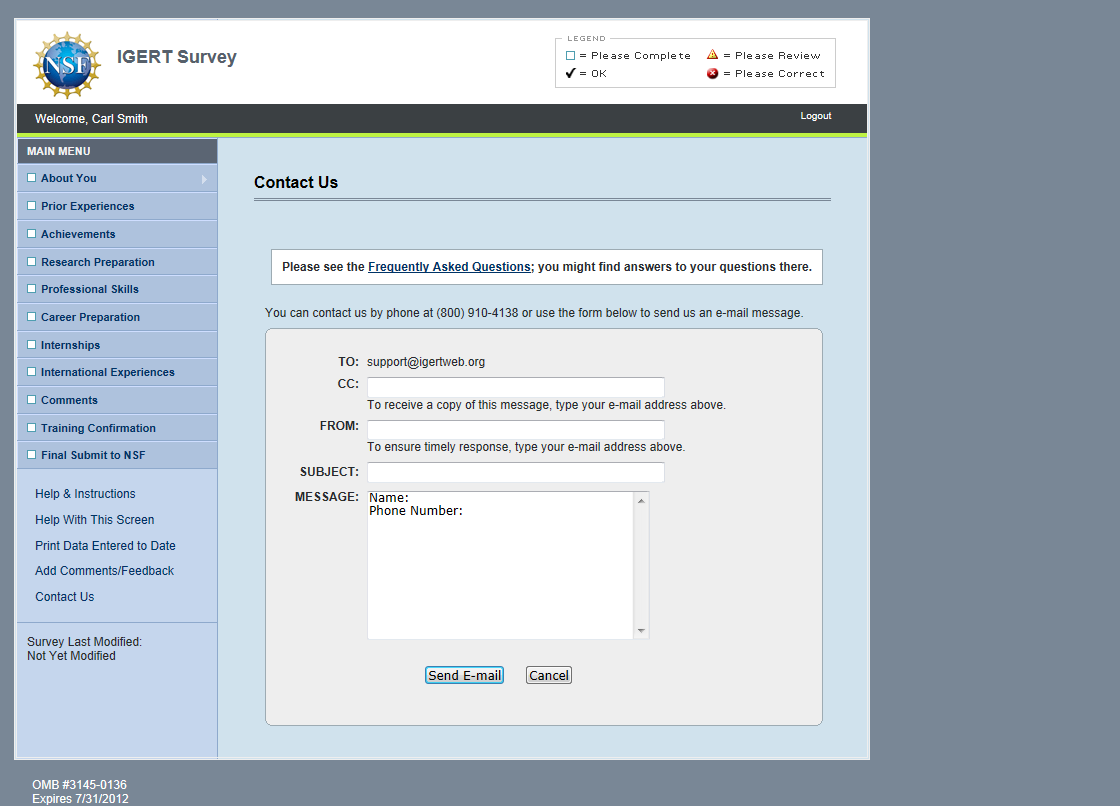 NSF
IGERT Survey
LEGEND
= Please Complete
= Please Review
= OK
= Please Correct
Welcome, Carl Smith
Logout
MAIN MENU
About You
Prior Experiences
Achievements
Research Preparation
Professional Skills
Career Preparation
Internships
International Experiences
Comments
Training Confirmation
Final Submit to NSF
Help & Instructions
Help With This Screen
Print Data Entered to Date
Add Comments/Feedback
Contact Us
Survey Last Modified:
Not Yet Modified
Contact Us
Please see the Frequently Asked Questions; you might find answers to your questions there.
You can contact us by phone at (800) 910-4138 or use the form below to send us an e-mail message.
TO: support@igertweb.org
CC:
To receive a copy of this message, type your e-mail address above.
FROM:
To ensure timely response, type your e-mail address above.
SUBJECT:
MESSAGE:
Name:
Phone Number:
Send E-mail
Cancel
OMB #3145-0136
Expires 7/31/2012